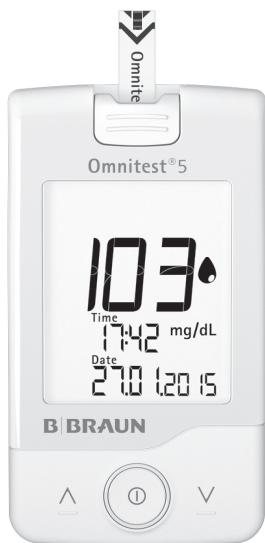 Omnite
Omnitest®5
103
Time
17:42 mg/dL
Date
27.01.2015
B|BRAUN